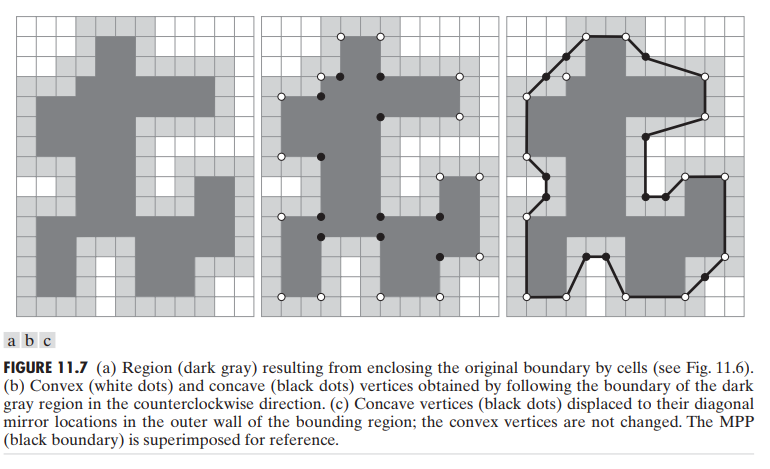 a b c
FIGURE 11.7 (a) Region (dark gray) resulting from enclosing the original boundary by cells (see Fig. 11.6).
(b) Convex (white dots) and concave (black dots) vertices obtained by following the boundary of the dark
gray region in the counterclockwise direction. (c) Concave vertices (black dots) displaced to their diagonal
mirror locations in the outer wall of the bounding region; the convex vertices are not changed. The MPP
(black boundary) is superimposed for reference.